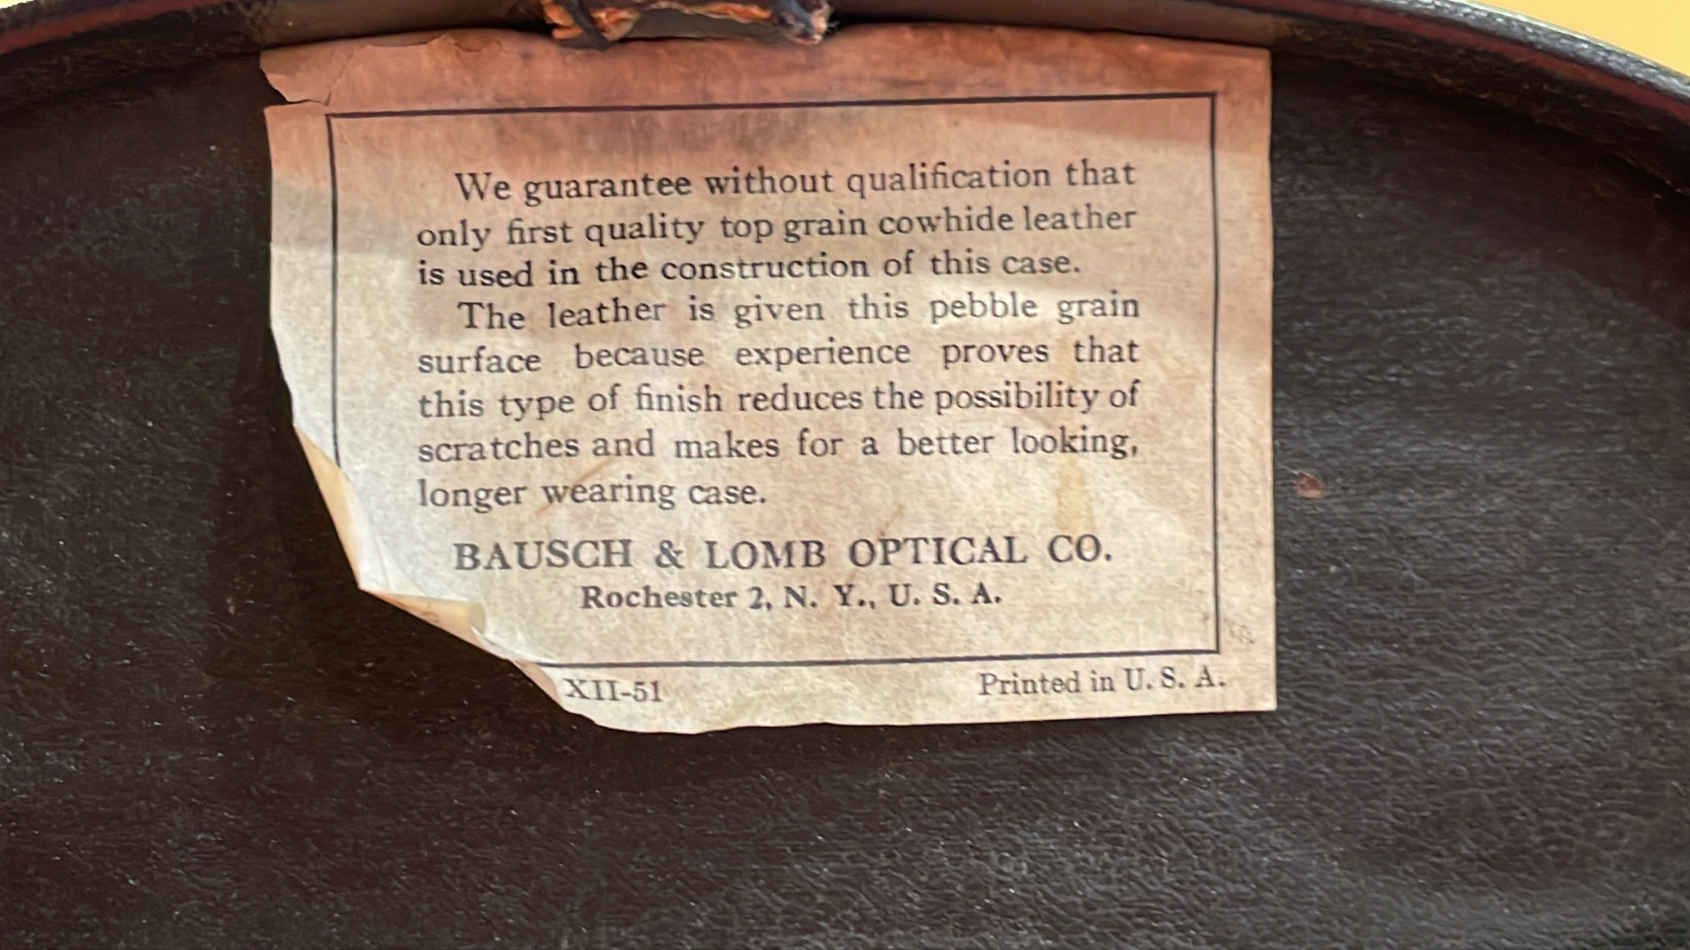 We guarantee without qualification that
only first quality top grain cowhide leather
is used in the construction of this case.
The leather is given this pebble grain
surface because experience proves that
this type of finish reduces the possibility of
scratches and makes for a better looking,
longer wearing case.
BAUSCH & LOMB OPTICAL CO.
Rochester 2, N. Y., U. S. A.
XII-51 Printed in U. S. A.